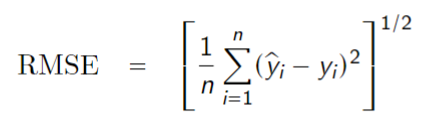 RMSE = [1/n ∑_{i=1}^{n} (ŷ_i − y_i)^2]^{1/2}